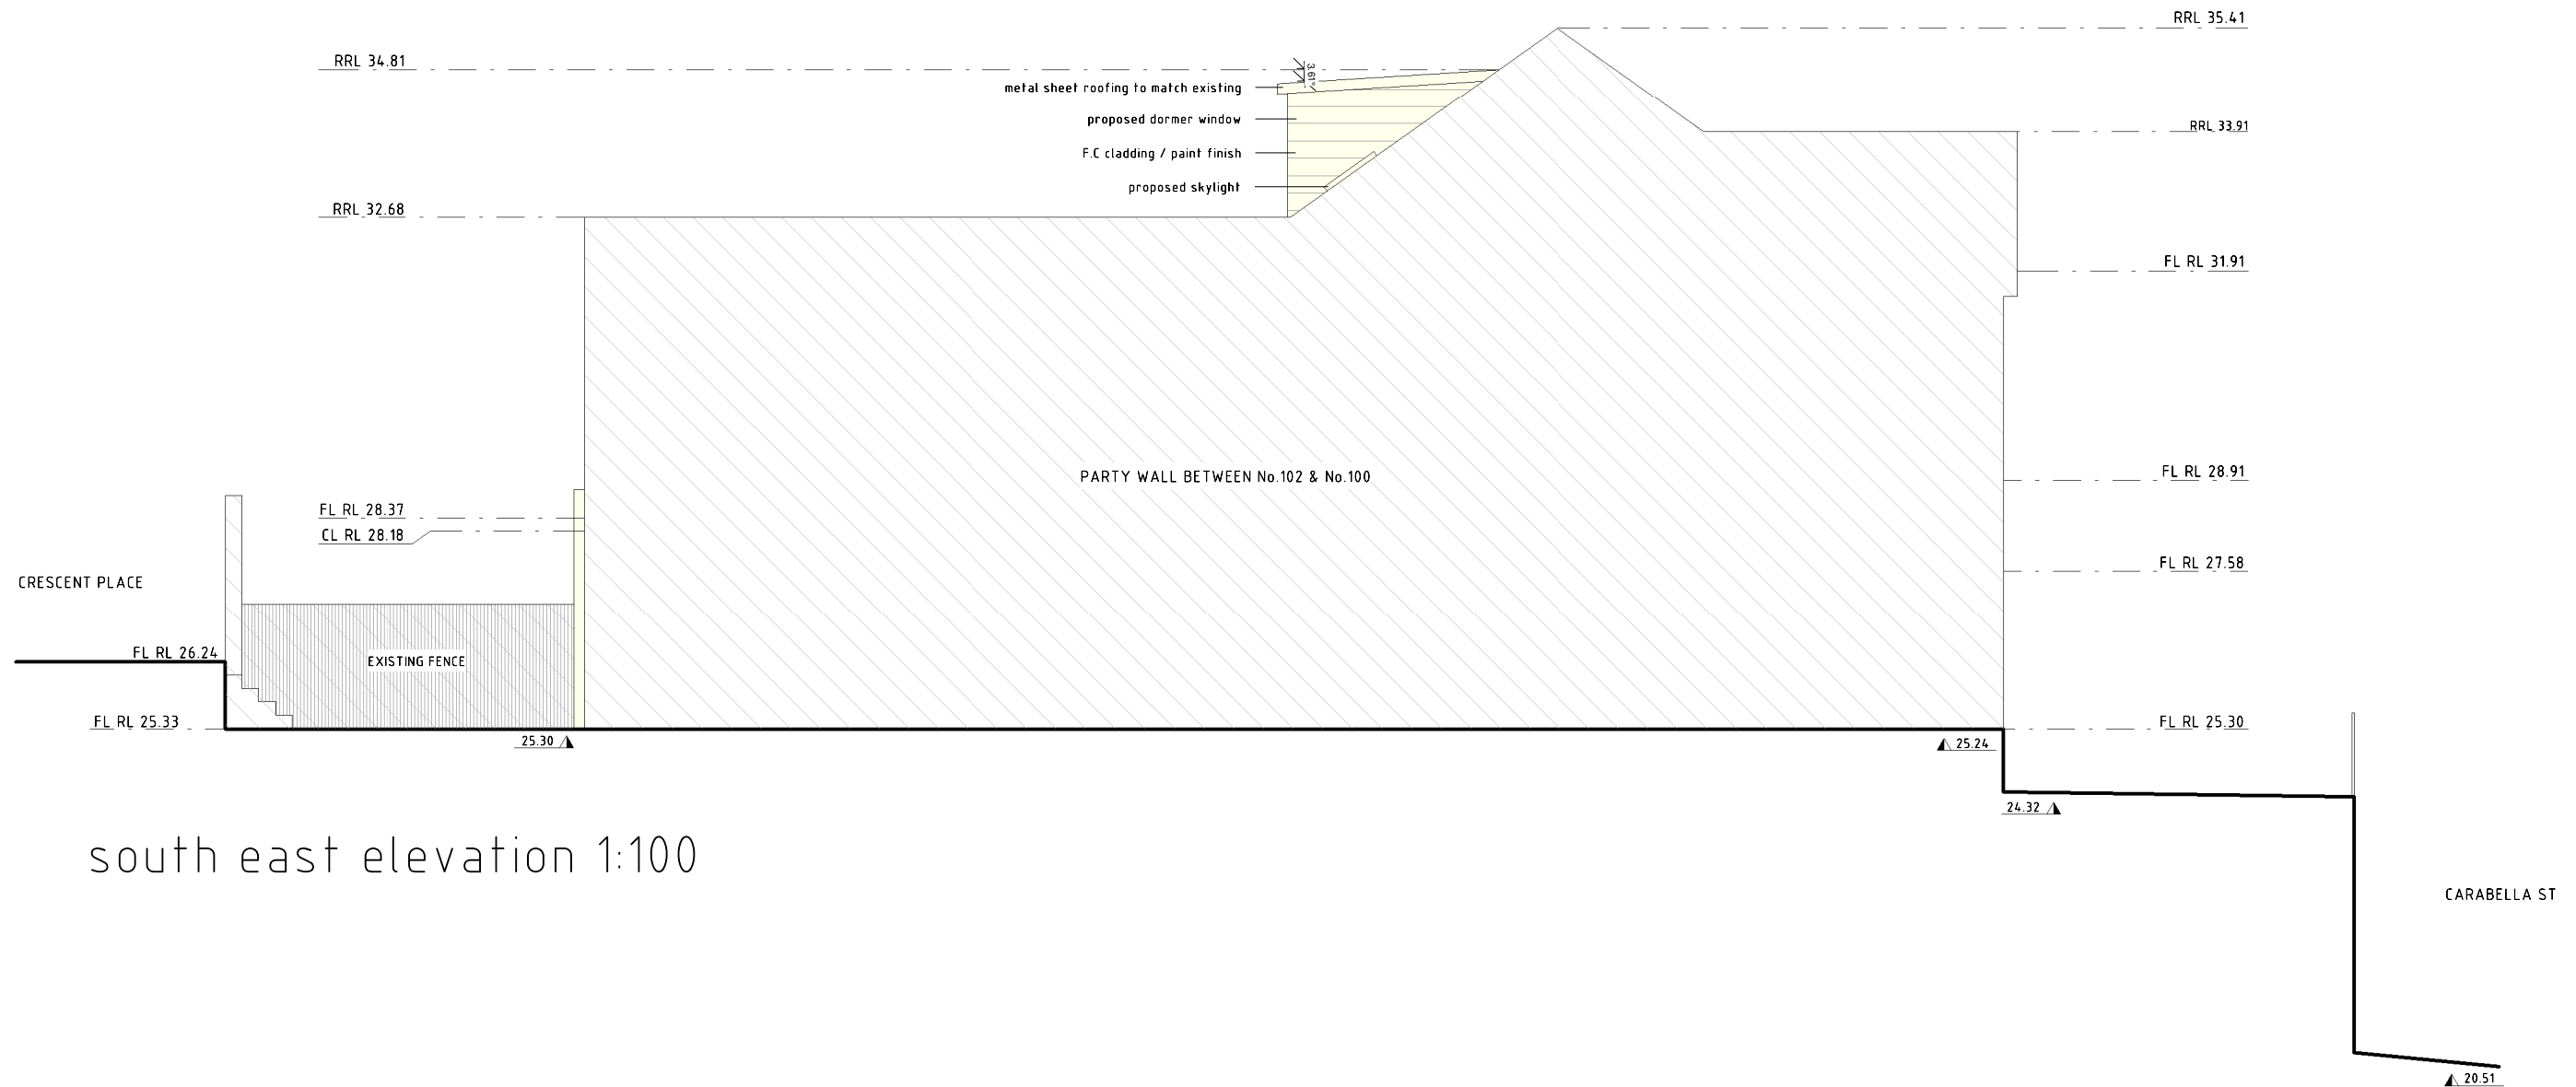 RRL 35.41
RRL 34.81
3.61°
metal sheet roofing to match existing
proposed dormer window
RRL 33.91
F.C cladding / paint finish
proposed skylight
RRL 32.68
FL RL 31.91
PARTY WALL BETWEEN No.102 & No.100
FL RL 28.91
FL RL 28.37
CL RL 28.18
FL RL 27.58
CRESCENT PLACE
FL RL 26.24
EXISTING FENCE
FL RL 25.33
FL RL 25.30
25.30
25.24
24.32
south east elevation 1:100
CARABELLA ST
20.51